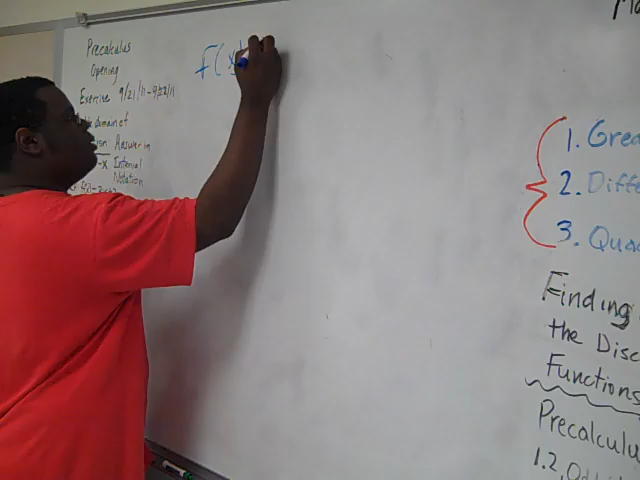 Precalculus
Opening
Exercise 9/21/11 - 9/22/11
domain of
Answer in
-x Interval
Notation
f(x)
1. Grea
2. Diffe
3. Quad
Finding
the Disc
Functions
Precalculu
1.2.